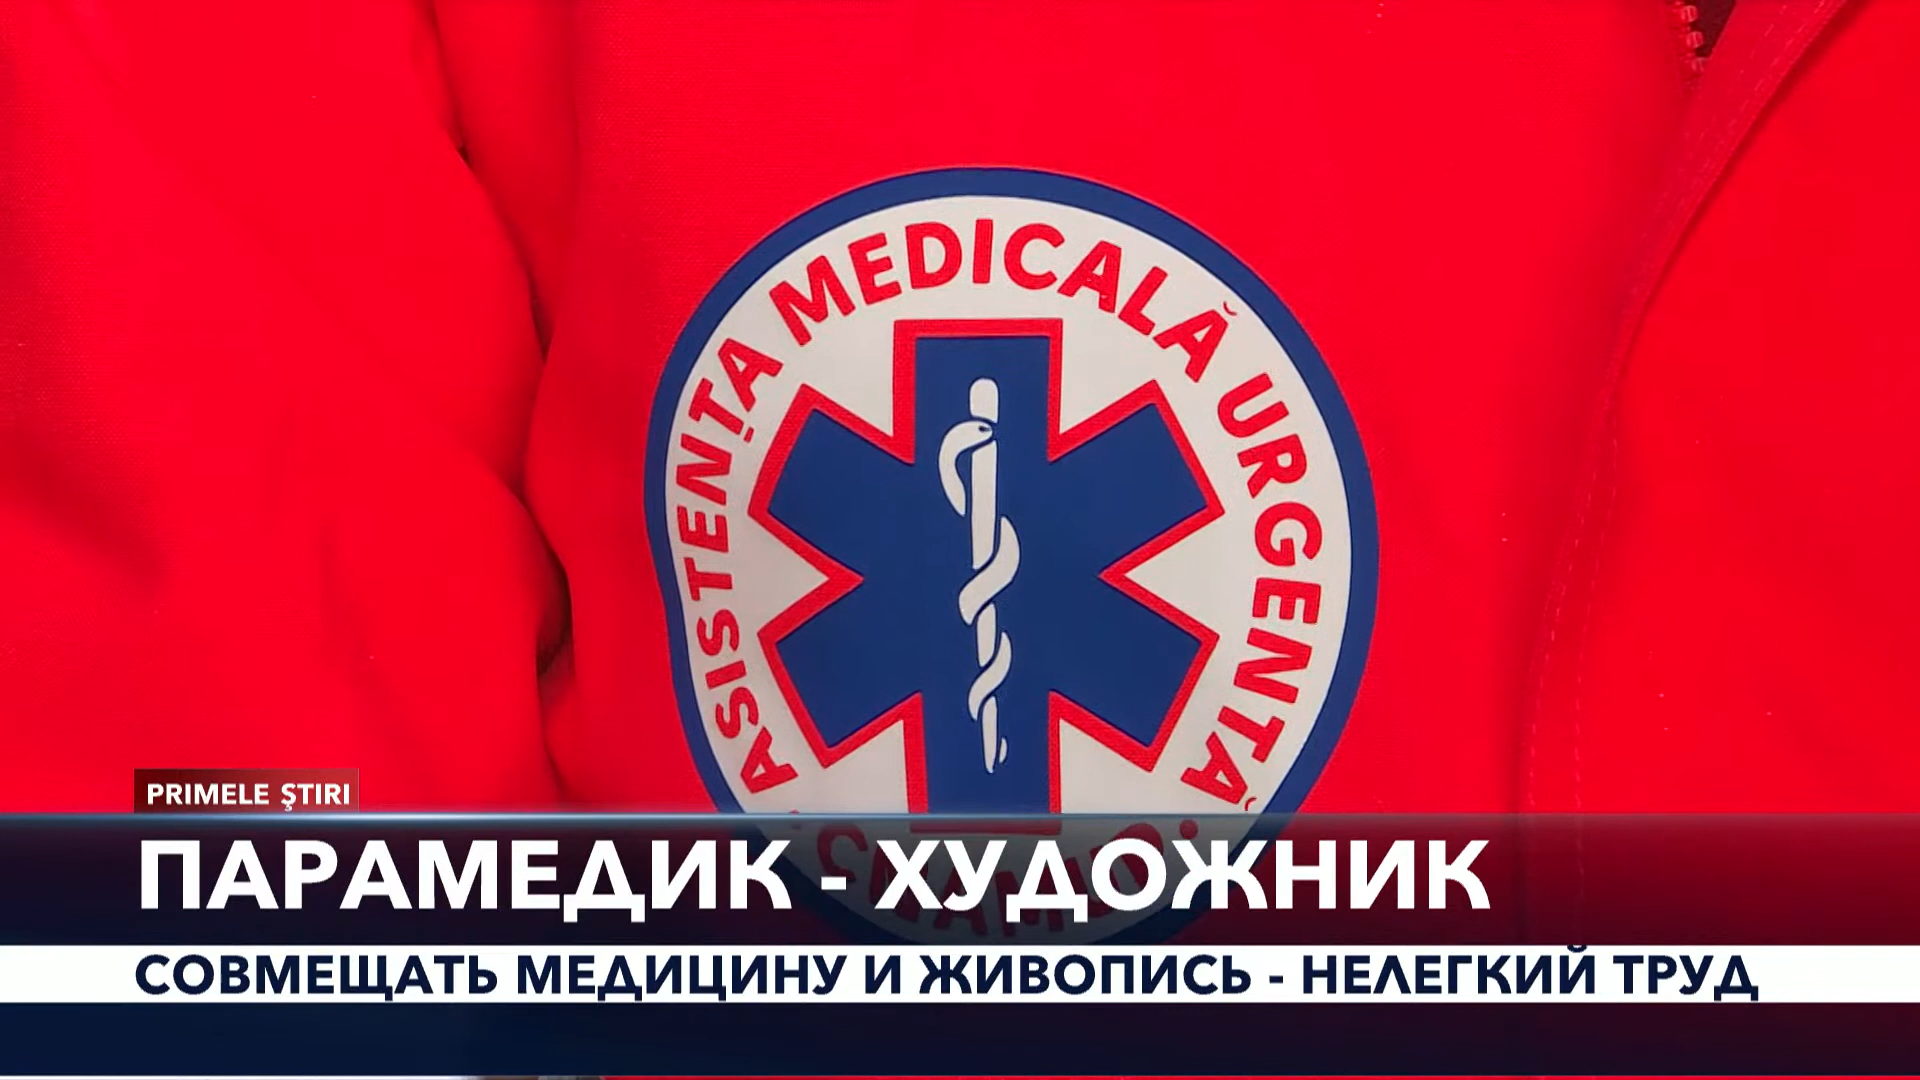 ASISTENȚA MEDICALĂ URGENTĂ
PRIMELE ŞTIRI
ПАРАМЕДИК - ХУДОЖНИК
СОВМЕЩАТЬ МЕДИЦИНУ И ЖИВОПИСЬ - НЕЛЕГКИЙ ТРУД